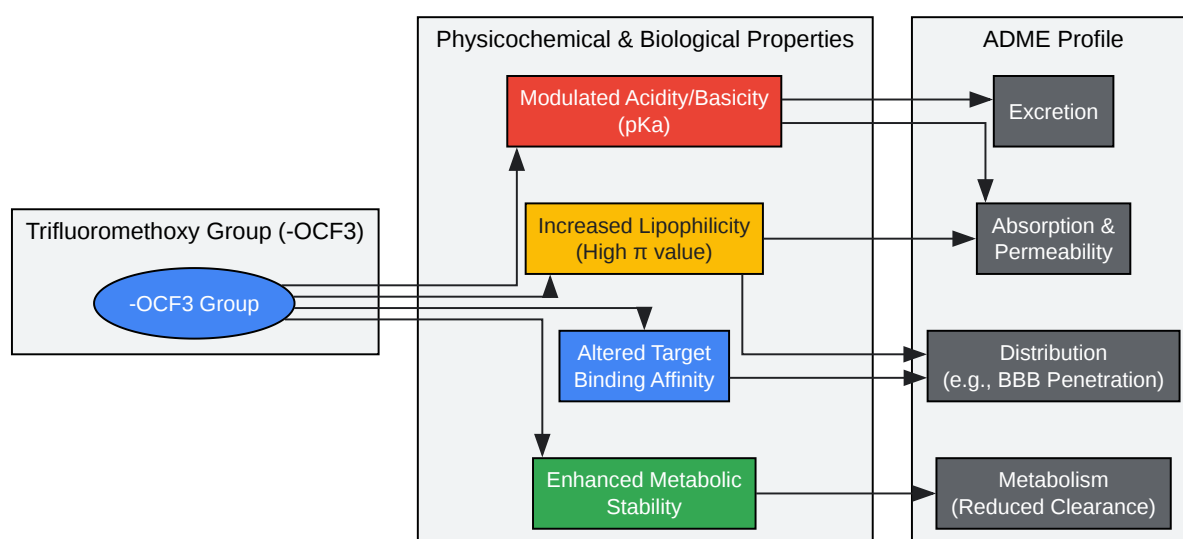 Trifluoromethoxy Group (-OCF3)
-OCF3 Group
Physicochemical & Biological Properties
Modulated Acidity/Basicity
(pKa)
Increased Lipophilicity
(High π value)
Altered Target
Binding Affinity
Enhanced Metabolic
Stability
ADME Profile
Excretion
Absorption &
Permeability
Distribution
(e.g., BBB Penetration)
Metabolism
(Reduced Clearance)